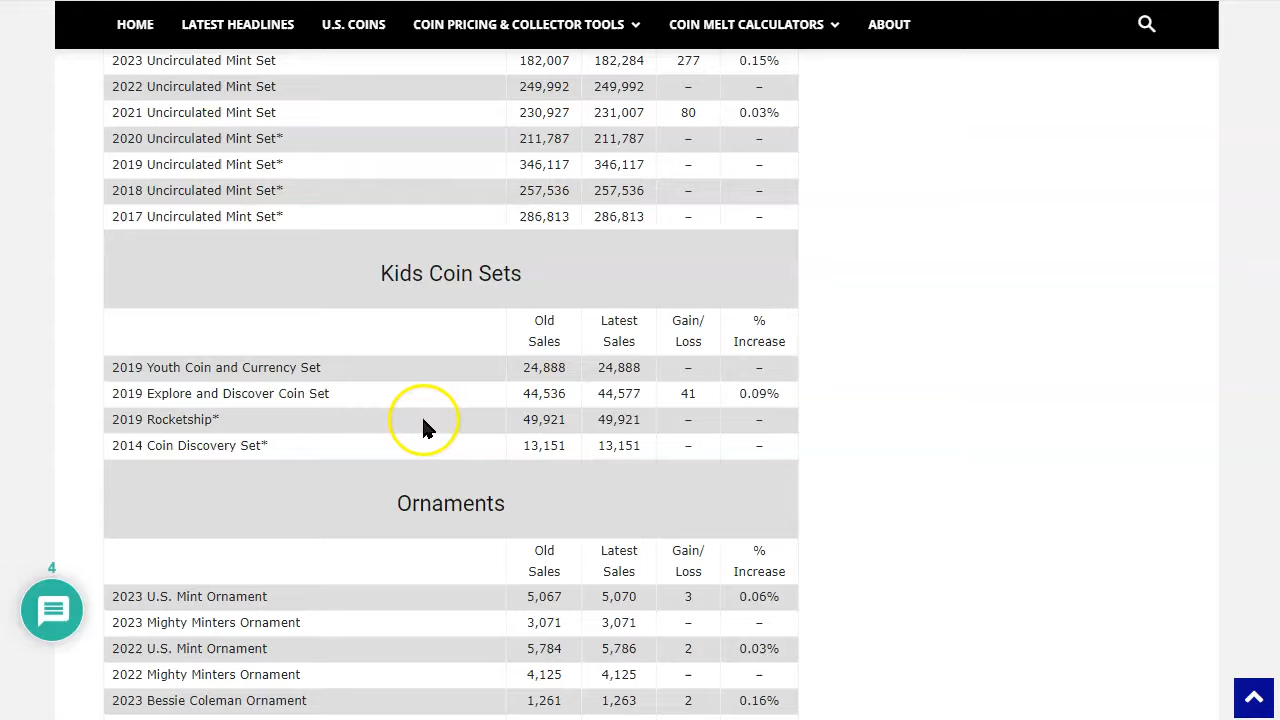 HOME LATEST HEADLINES U.S. COINS COIN PRICING & COLLECTOR TOOLS COIN MELT CALCULATORS ABOUT
2023 Uncirculated Mint Set 182,007 182,284 277 0.15%
2022 Uncirculated Mint Set 249,992 249,992 – –
2021 Uncirculated Mint Set 230,927 231,007 80 0.03%
2020 Uncirculated Mint Set* 211,787 211,787 – –
2019 Uncirculated Mint Set* 346,117 346,117 – –
2018 Uncirculated Mint Set* 257,536 257,536 – –
2017 Uncirculated Mint Set* 286,813 286,813 – –
Kids Coin Sets
Old Latest Gain/ %
Sales Sales Loss Increase
2019 Youth Coin and Currency Set 24,888 24,888 – –
2019 Explore and Discover Coin Set 44,536 44,577 41 0.09%
2019 Rocketship* 49,921 49,921 – –
2014 Coin Discovery Set* 13,151 13,151 – –
Ornaments
Old Latest Gain/ %
Sales Sales Loss Increase
4
2023 U.S. Mint Ornament 5,067 5,070 3 0.06%
2023 Mighty Minters Ornament 3,071 3,071 – –
2022 U.S. Mint Ornament 5,784 5,786 2 0.03%
2022 Mighty Minters Ornament 4,125 4,125 – –
2023 Bessie Coleman Ornament 1,261 1,263 2 0.16%